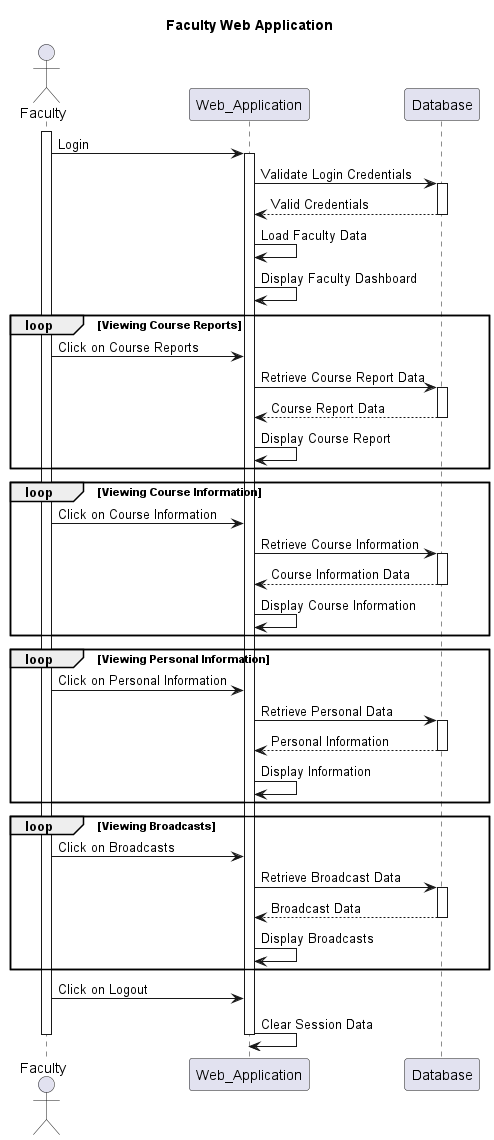 Faculty Web Application
Faculty
Web_Application
Database
Login
Validate Login Credentials
Valid Credentials
Load Faculty Data
Display Faculty Dashboard
loop [Viewing Course Reports]
Click on Course Reports
Retrieve Course Report Data
Course Report Data
Display Course Report
loop [Viewing Course Information]
Click on Course Information
Retrieve Course Information
Course Information Data
Display Course Information
loop [Viewing Personal Information]
Click on Personal Information
Retrieve Personal Data
Personal Information
Display Information
loop [Viewing Broadcasts]
Click on Broadcasts
Retrieve Broadcast Data
Broadcast Data
Display Broadcasts
Click on Logout
Clear Session Data
Faculty
Web_Application
Database